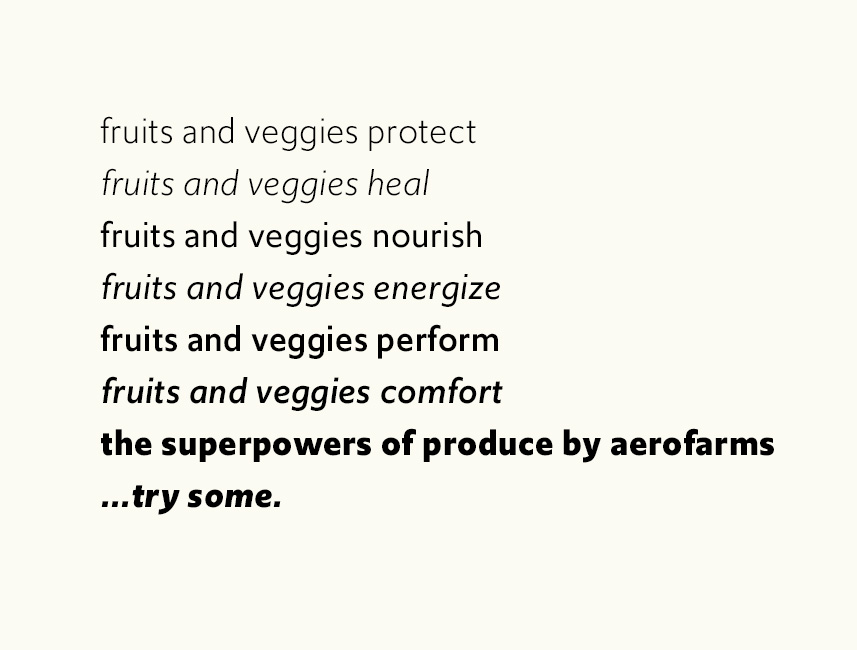 fruits and veggies protect
fruits and veggies heal
fruits and veggies nourish
fruits and veggies energize
fruits and veggies perform
fruits and veggies comfort
the superpowers of produce by aerofarms
...try some.